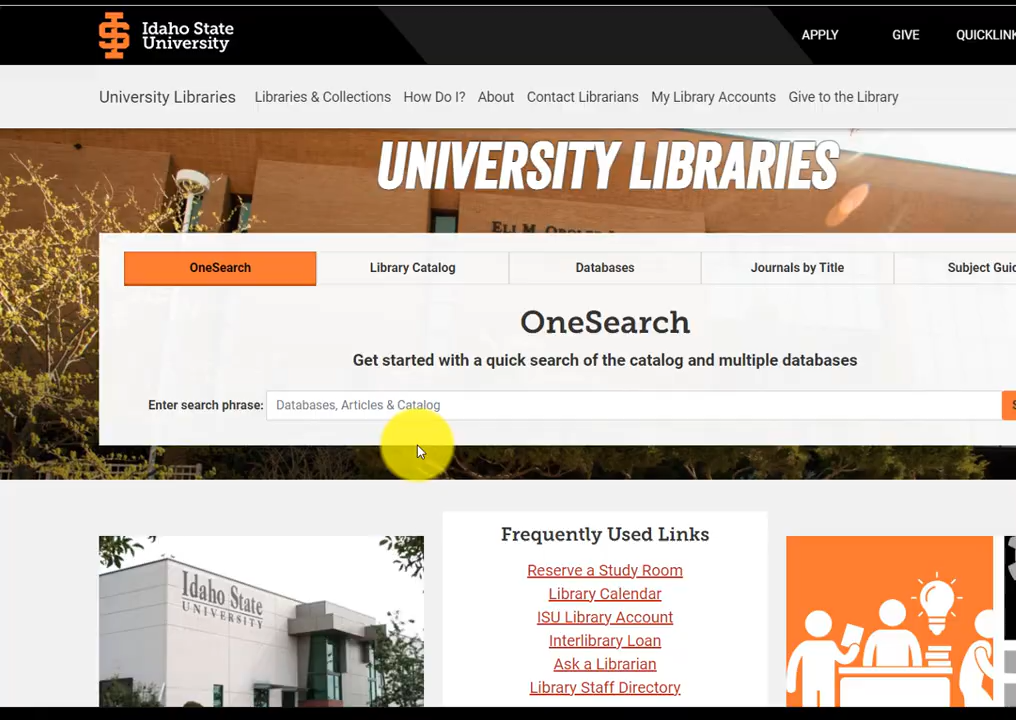 Idaho State
University
APPLY
GIVE
QUICKLINK
University Libraries
Libraries & Collections
How Do I?
About
Contact Librarians
My Library Accounts
Give to the Library
UNIVERSITY LIBRARIES
OneSearch
Library Catalog
Databases
Journals by Title
Subject Guid
OneSearch
Get started with a quick search of the catalog and multiple databases
Enter search phrase:
Databases, Articles & Catalog
Frequently Used Links
Reserve a Study Room
Library Calendar
ISU Library Account
Interlibrary Loan
Ask a Librarian
Library Staff Directory
Idaho State
UNIVERSITY